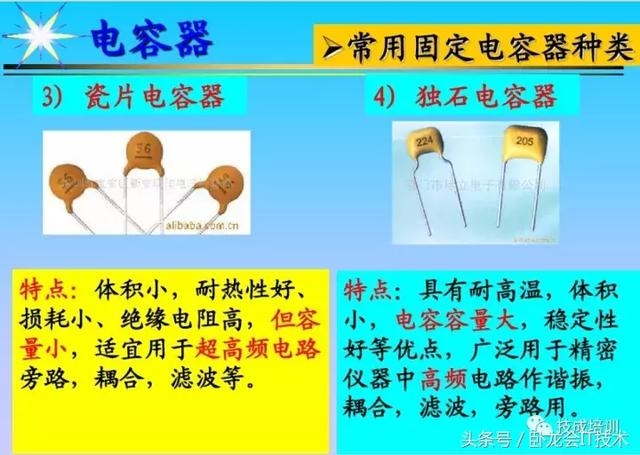 电容器
➢常用固定电容器种类
3) 瓷片电容器
4) 独石电容器
56
224
205
alibaba.com.cn
特点：体积小，耐热性好、
损耗小、绝缘电阻高，但容
量小，适宜用于超高频电路
旁路，耦合，滤波等。
特点：具有耐高温，体积
小，电容容量大，稳定性
好等优点，广泛用于精密
仪器中高频电路作谐振，
耦合，滤波，旁路用。
技成培训
头条号 / 卧龙会IT技术